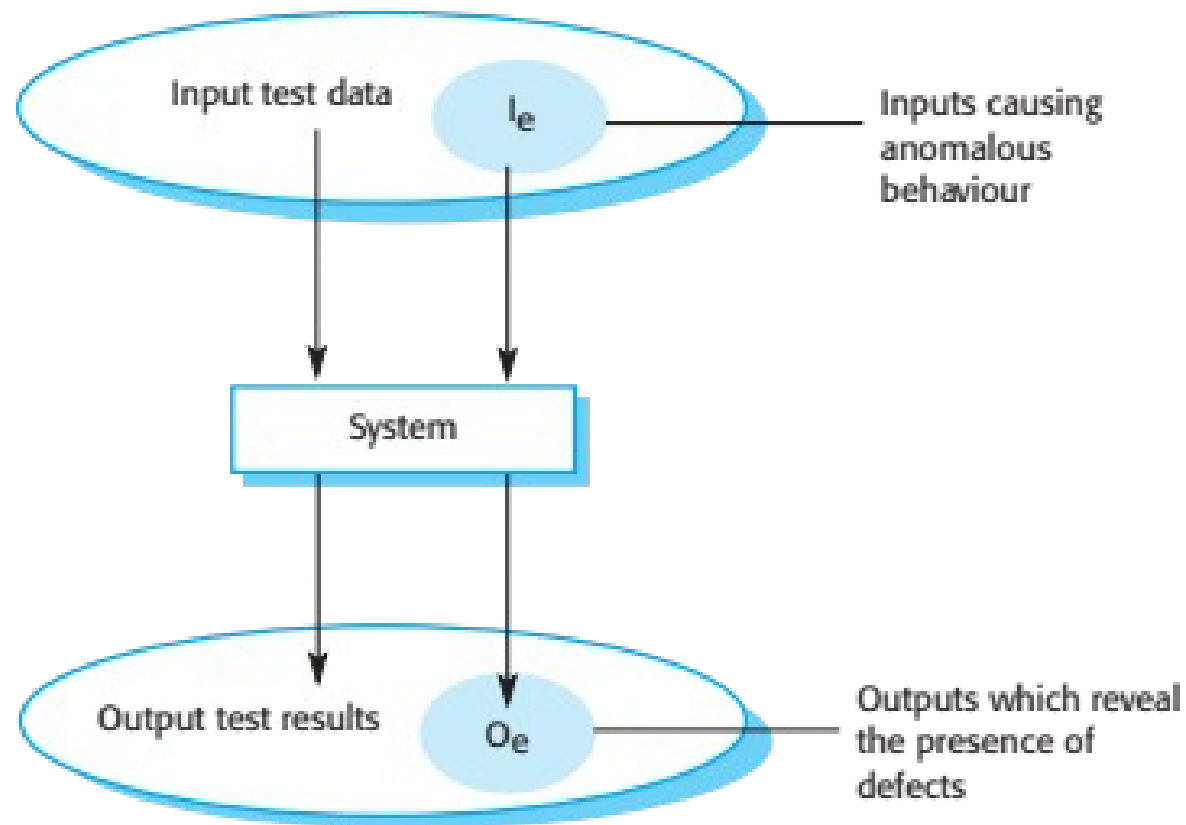 Input test data
Ie
Inputs causing
anomalous
behaviour
System
Output test results
Oe
Outputs which reveal
the presence of
defects